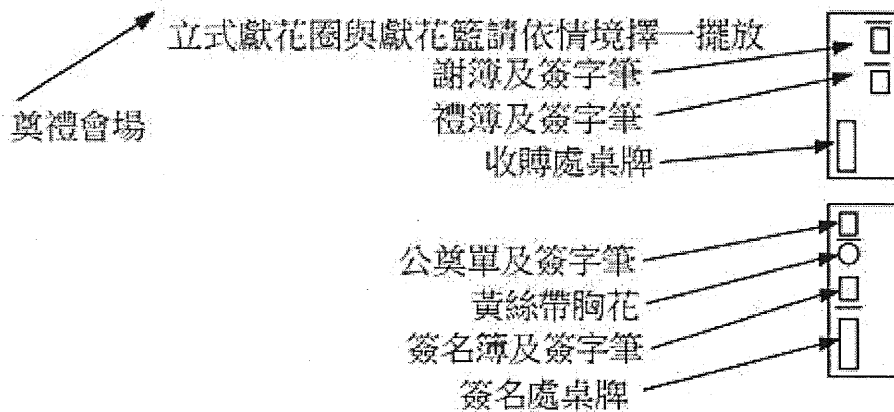 立式獻花圈與獻花籃請依情境擇一擺放
謝簿及簽字筆
禮簿及簽字筆
奠禮會場
收賻處桌牌
公奠單及簽字筆
黃絲帶胸花
簽名簿及簽字筆
簽名處桌牌